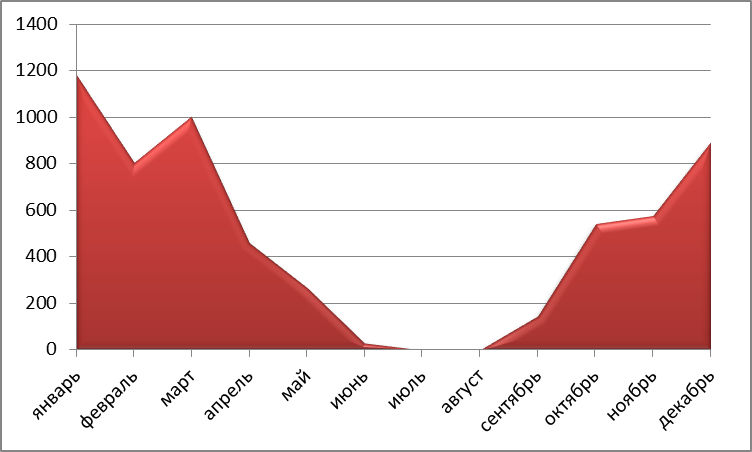 1400
1200
1000
800
600
400
200
0
январь
февраль
март
апрель
май
июнь
июль
август
сентябрь
октябрь
ноябрь
декабрь